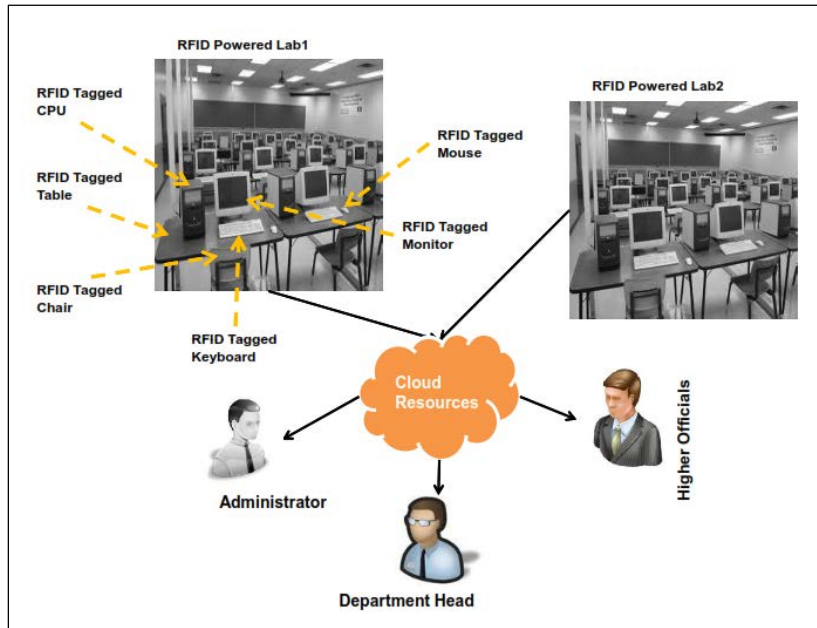 RFID Powered Lab1
RFID Powered Lab2
RFID Tagged
CPU
RFID Tagged
Mouse
RFID Tagged
Table
RFID Tagged
Monitor
RFID Tagged
Chair
RFID Tagged
Keyboard
Cloud
Resources
Administrator
Higher Officials
Department Head